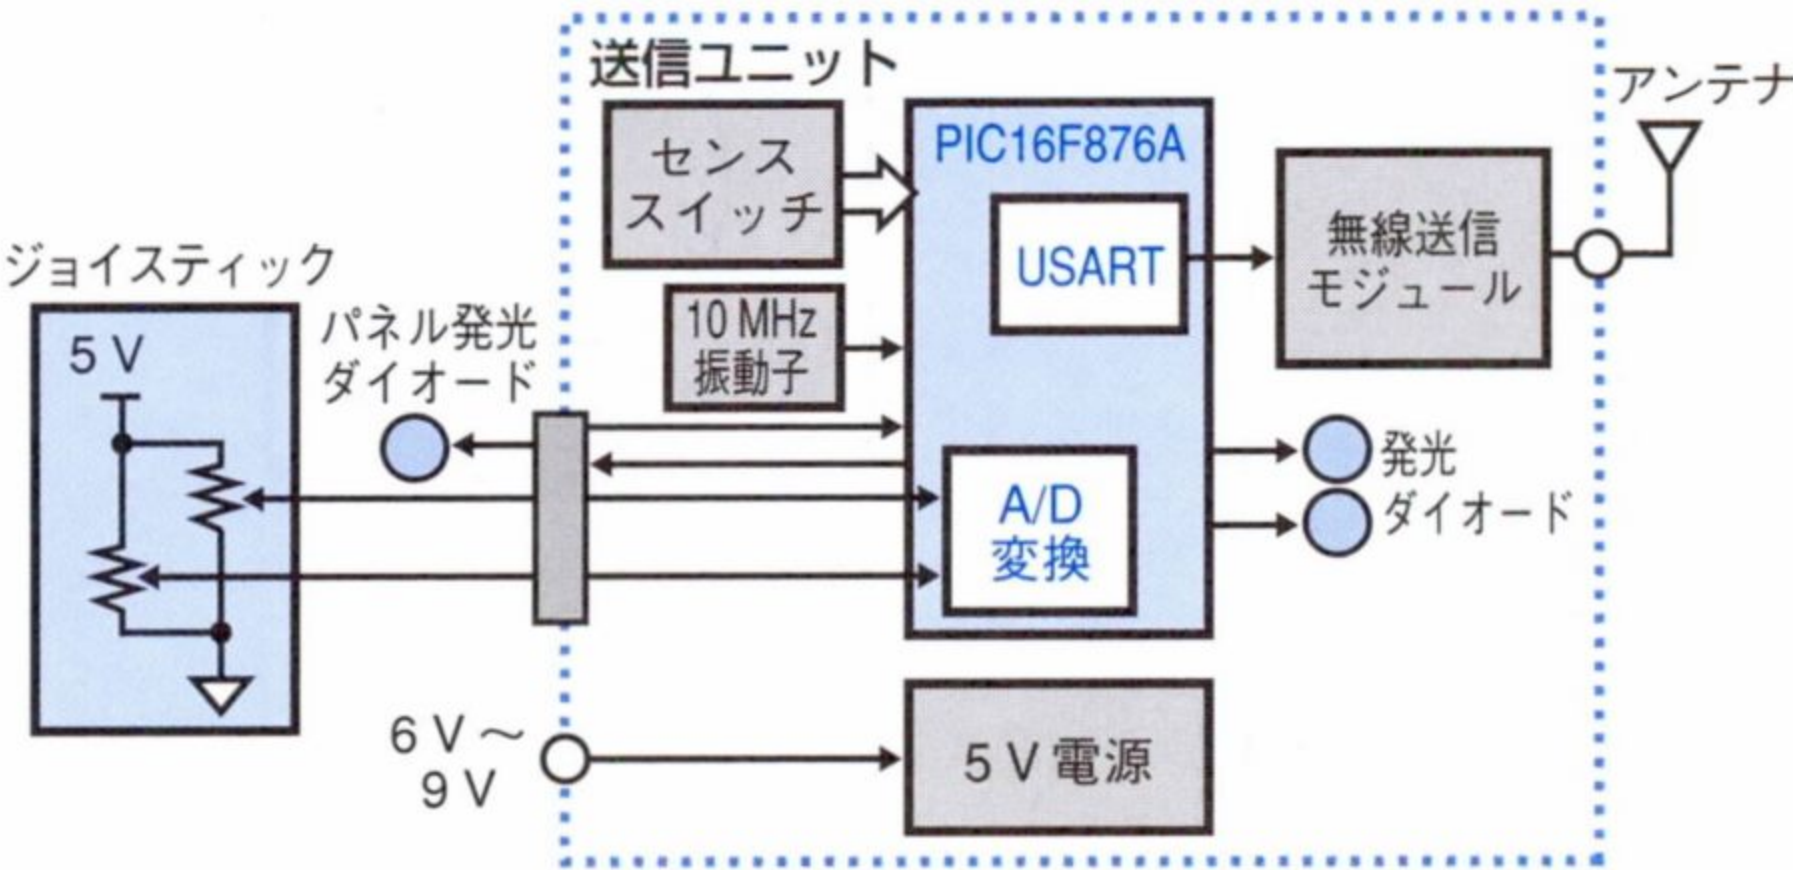 送信ユニット
アンテナ
センス
スイッチ
PIC16F876A
USART
無線送信
モジュール
ジョイスティック
5 V
パネル発光
ダイオード
10 MHz
振動子
A/D
変換
発光
ダイオード
6 V ～
9 V
5 V 電源